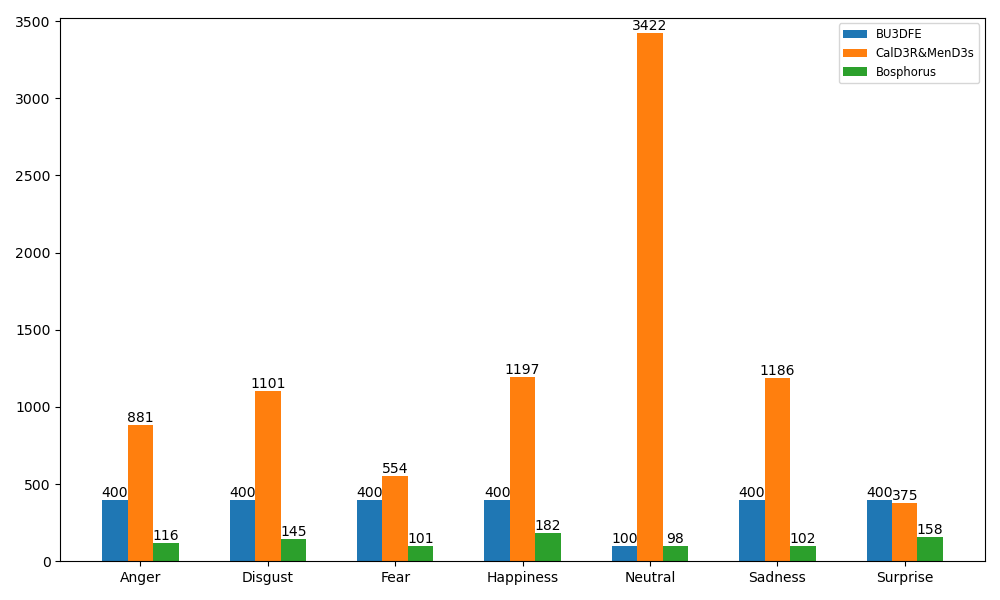 3500
3000
2500
2000
1500
1000
500
0
BU3DFE
CalD3R&MenD3s
Bosphorus
400 881 116
400 1101 145
400 554 101
400 1197 182
100 3422 98
400 1186 102
400 375 158
Anger Disgust Fear Happiness Neutral Sadness Surprise